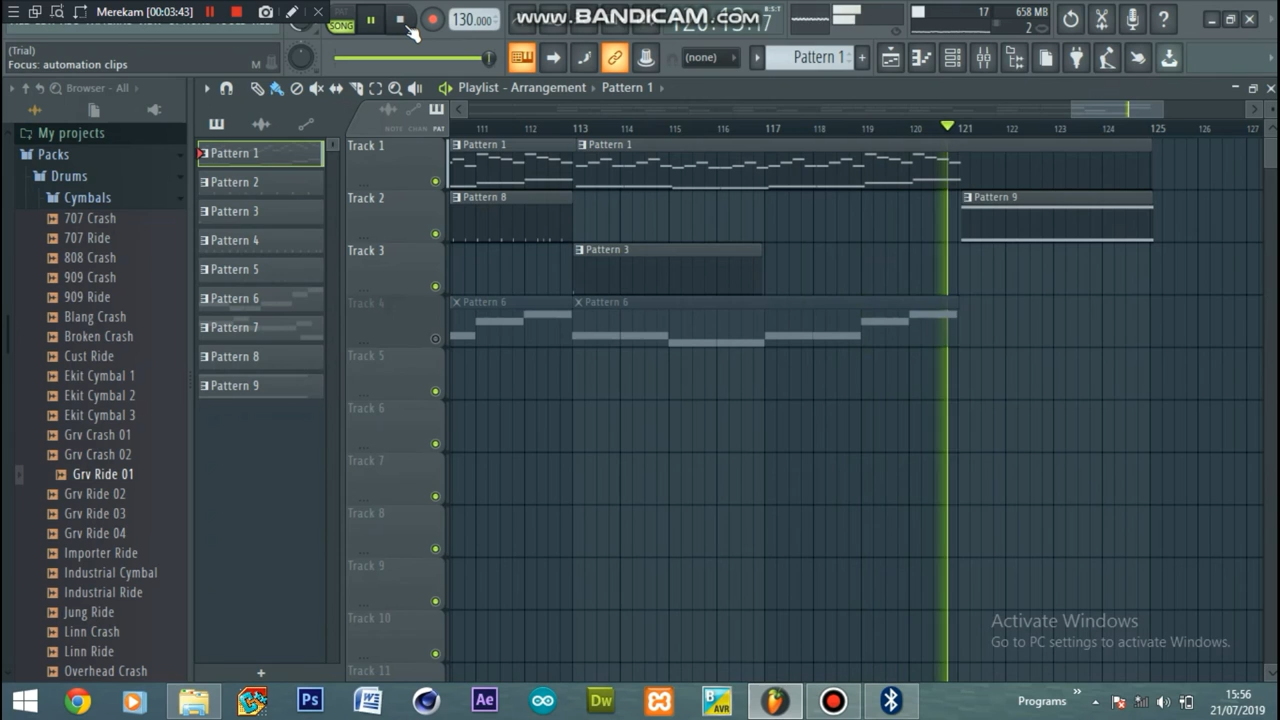 Merekam (00:03:43)
PAT
SONG
130.000
WWW.BANDICAM.COM
B:S:T
17
658 MB
2
(Trial)
Focus: automation clips
M
(none)
Pattern 1
Browser - All
Playlist - Arrangement
Pattern 1
NOTE CHAN PAT
111 112 113 114 115 116 117 118 119 120 121 122 123 124 125 126 127
My projects
Packs
Drums
Cymbals
707 Crash
707 Ride
808 Crash
909 Crash
909 Ride
Blang Crash
Broken Crash
Cust Ride
Ekit Cymbal 1
Ekit Cymbal 2
Ekit Cymbal 3
Grv Crash 01
Grv Crash 02
Grv Ride 01
Grv Ride 02
Grv Ride 03
Grv Ride 04
Importer Ride
Industrial Cymbal
Industrial Ride
Jung Ride
Linn Crash
Linn Ride
Overhead Crash
Pattern 1
Pattern 2
Pattern 3
Pattern 4
Pattern 5
Pattern 6
Pattern 7
Pattern 8
Pattern 9
Track 1
Pattern 1
Pattern 1
Track 2
Pattern 8
Pattern 9
Track 3
Pattern 3
Track 4
Pattern 6
Pattern 6
Track 5
Track 6
Track 7
Track 8
Track 9
Track 10
Track 11
Activate Windows
Go to PC settings to activate Windows.
Ps
Ae
Dw
AVR
Programs
15:56
21/07/2019